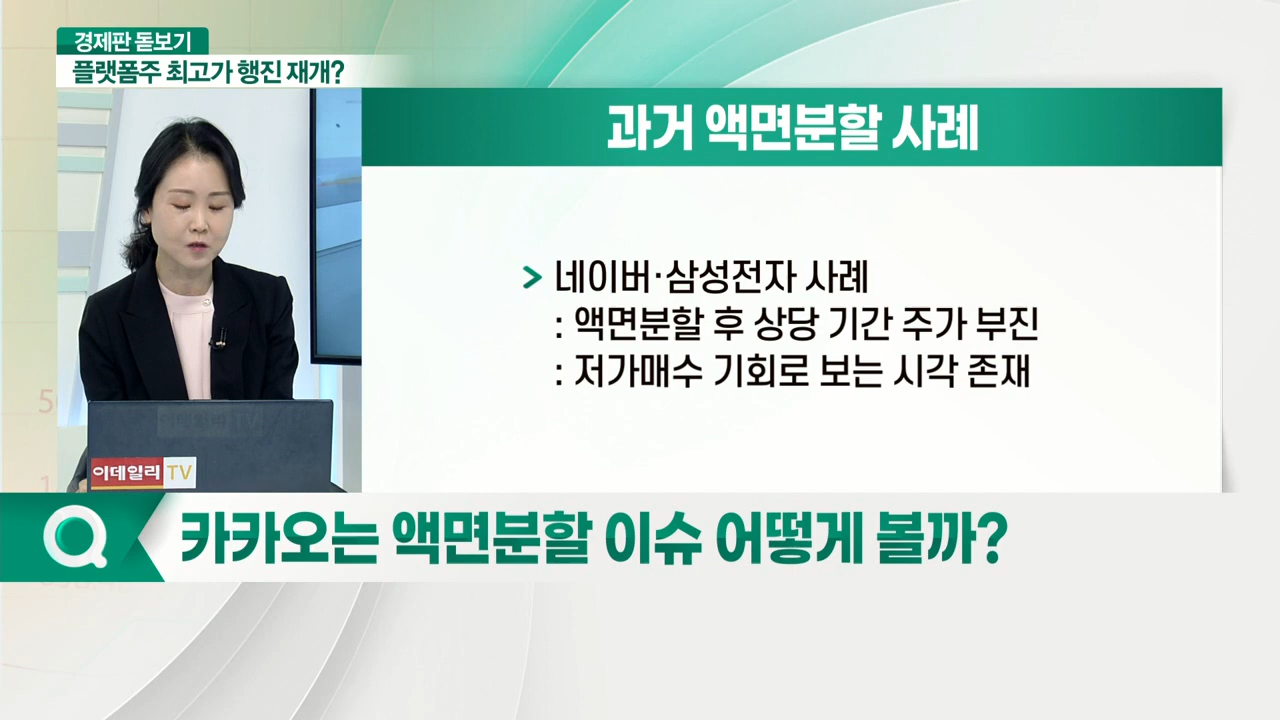 경제판 돋보기
플랫폼주 최고가 행진 재개?
과거 액면분할 사례
> 네이버·삼성전자 사례
: 액면분할 후 상당 기간 주가 부진
: 저가매수 기회로 보는 시각 존재
이데일리 TV
카카오는 액면분할 이슈 어떻게 볼까?